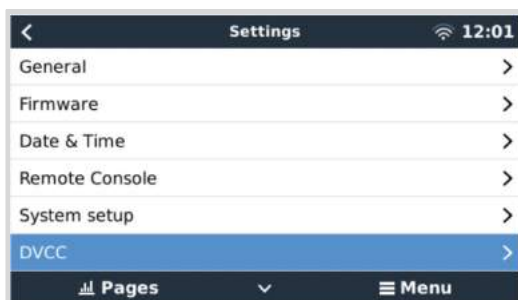 Settings 12:01
General
Firmware
Date & Time
Remote Console
System setup
DVCC
Pages Menu